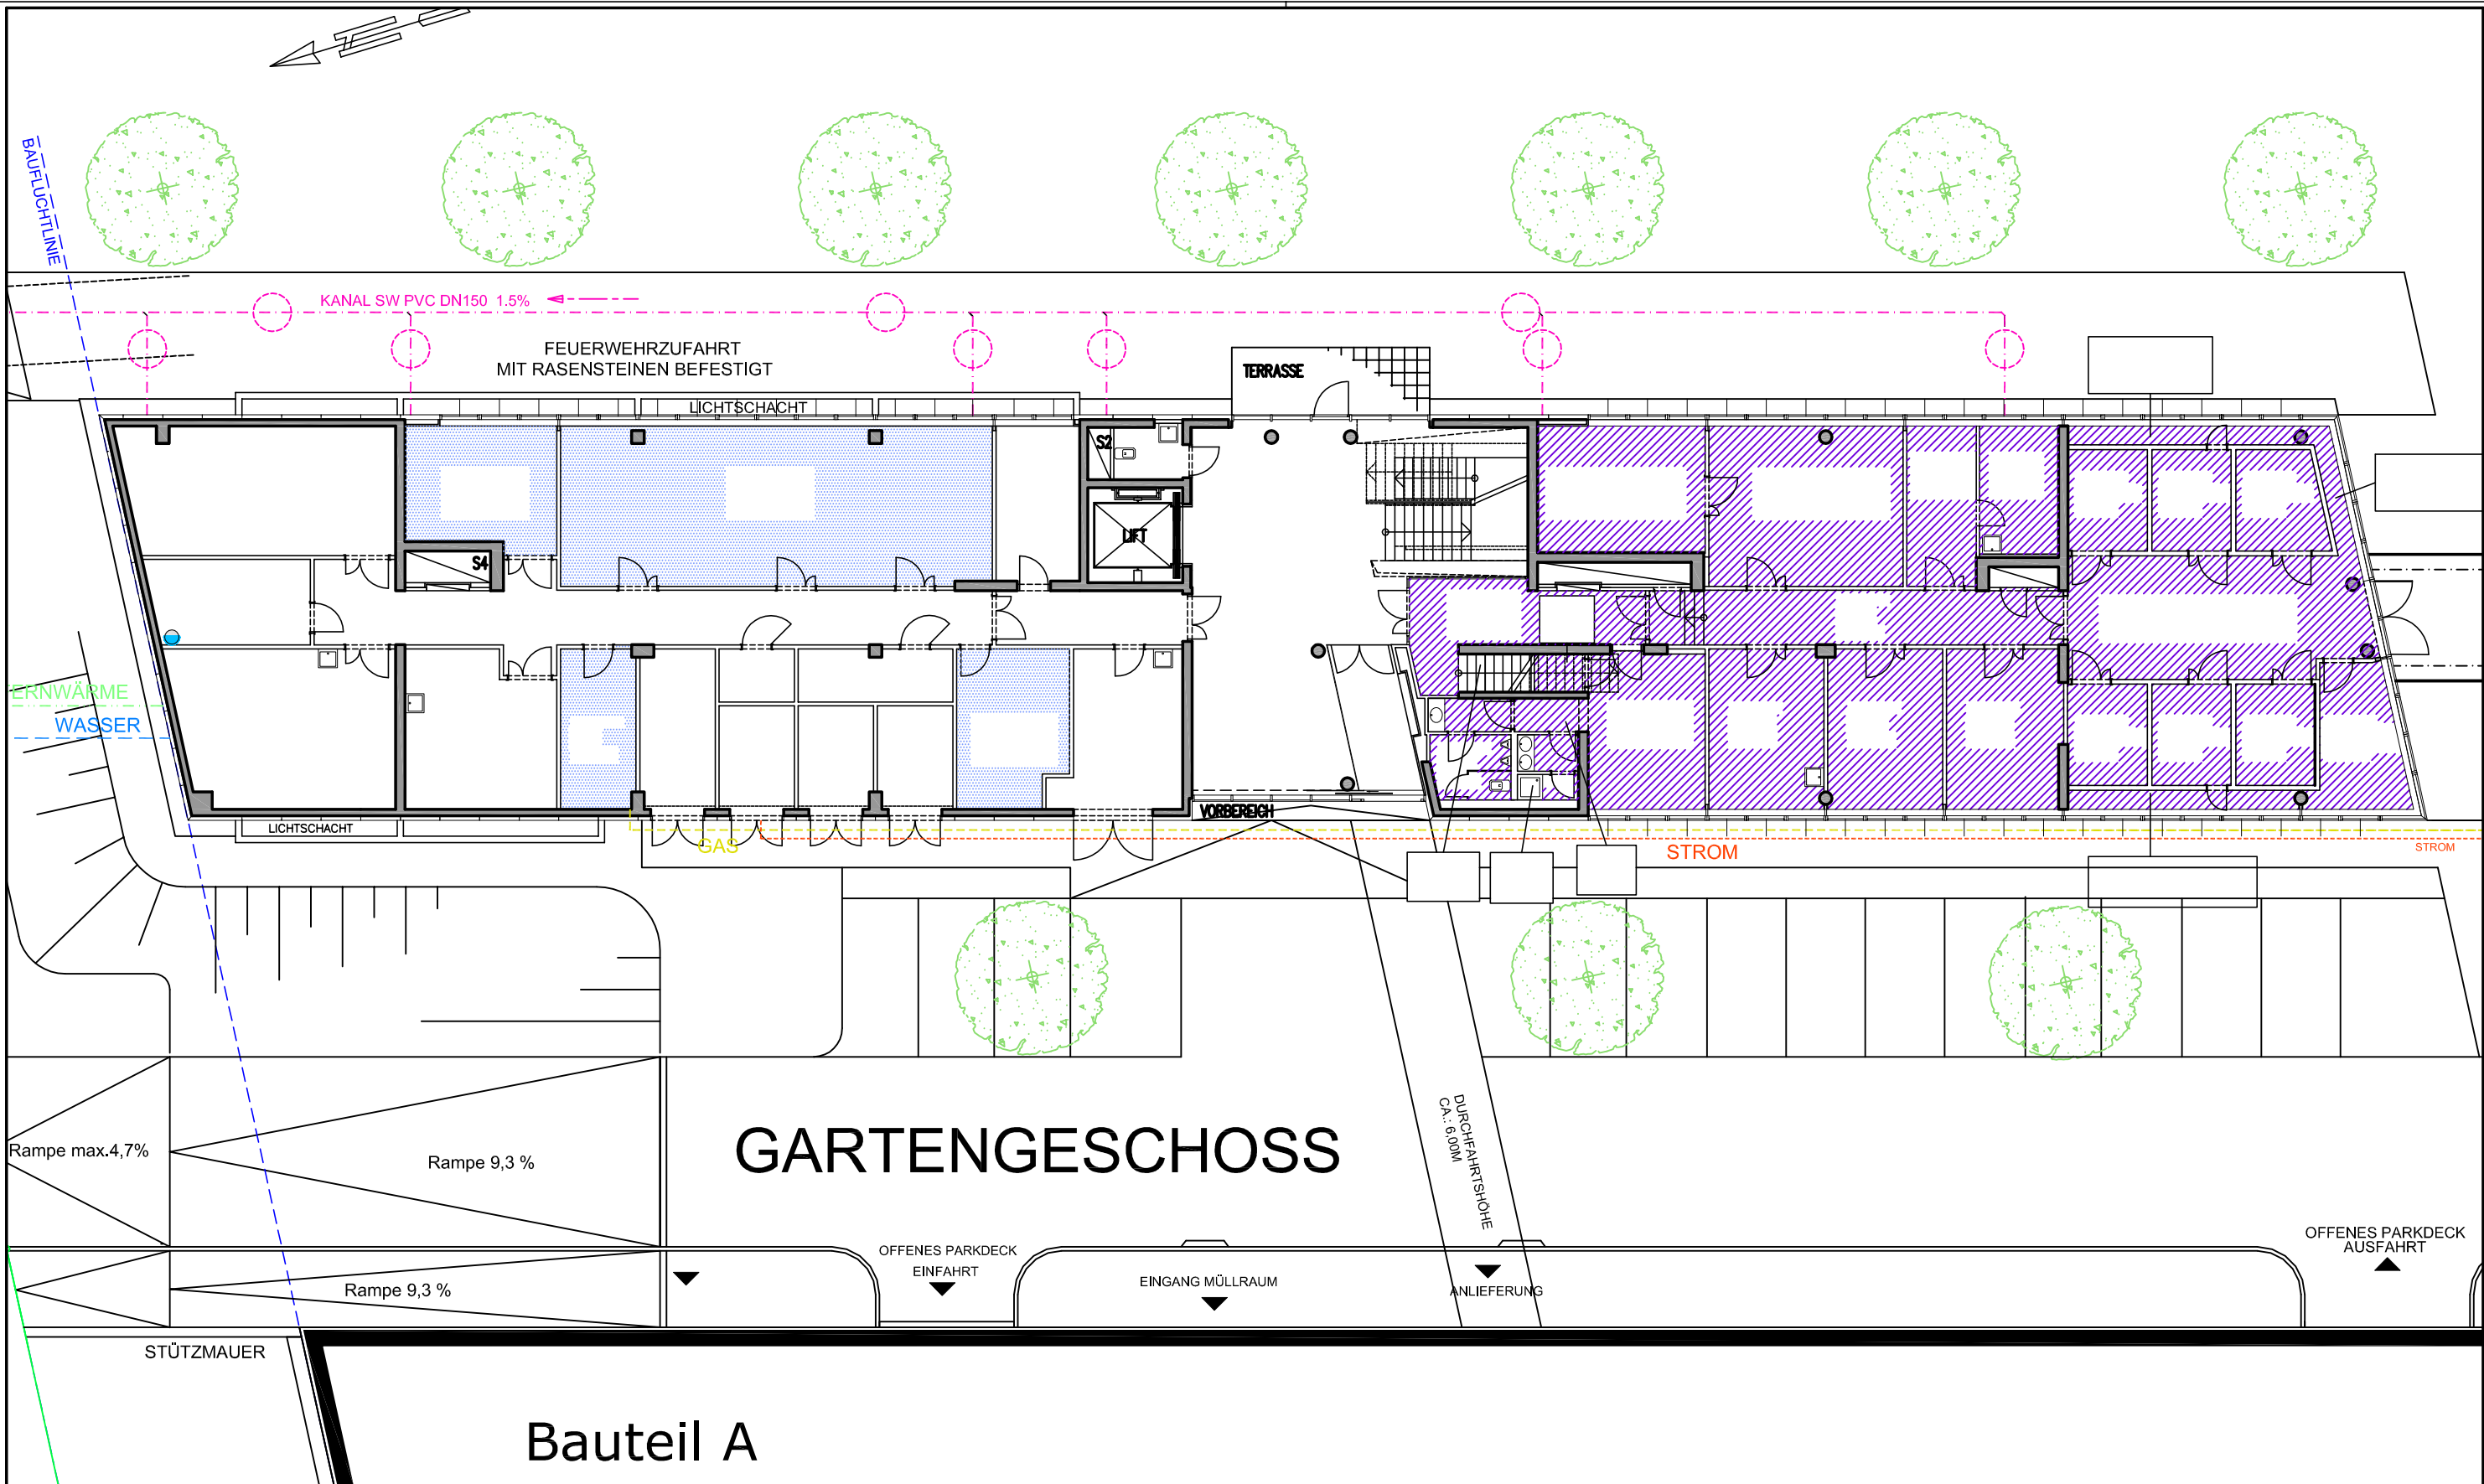 N
BAUFLUCHTLINIE
KANAL SW PVC DN150 1.5%
FEUERWEHRZUFAHRT
MIT RASENSTEINEN BEFESTIGT
TERRASSE
LICHTSCHACHT
S2
LIFT
S4
ERNWÄRME
WASSER
LICHTSCHACHT
VORBEREICH
GAS
STROM
STROM
DURCHFAHRTSHÖHE
CA.: 6,00M
GARTENGESCHOSS
Rampe max.4,7%
Rampe 9,3 %
OFFENES PARKDECK
EINFAHRT
EINGANG MÜLLRAUM
ANLIEFERUNG
OFFENES PARKDECK
AUSFAHRT
Rampe 9,3 %
STÜTZMAUER
Bauteil A